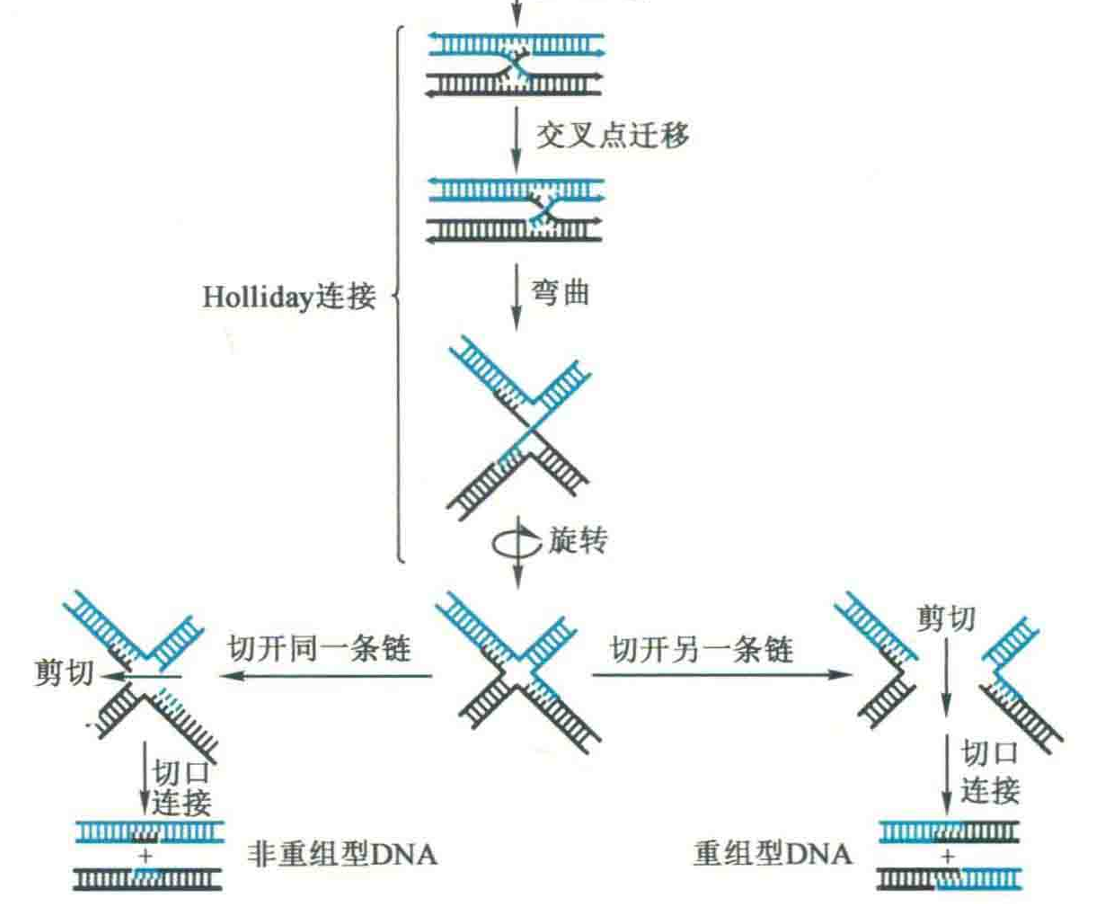 交叉点迁移
Holliday连接
弯曲
旋转
剪切
切开同一条链
切开另一条链
剪切
切口
连接
切口
连接
非重组型DNA
重组型DNA
+
+